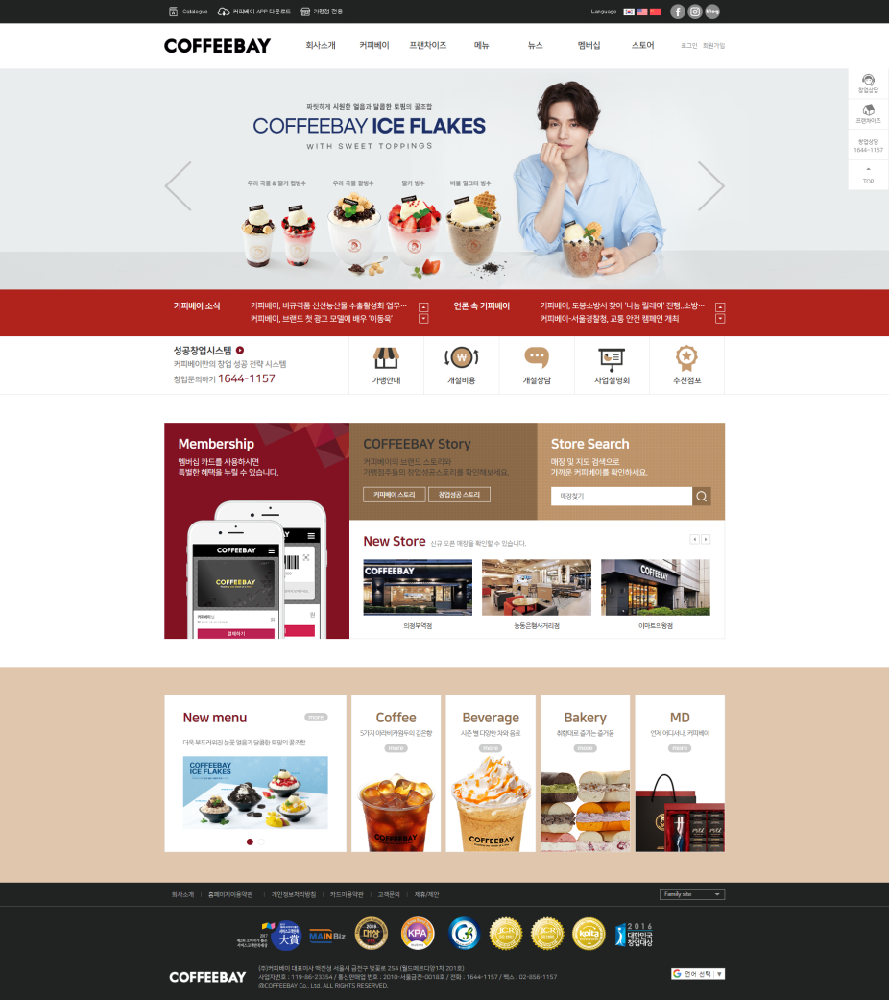 Catalogue
커피베이 APP 다운로드
가맹점 전용
Language
blog
COFFEEBAY
회사소개
커피베이
프랜차이즈
메뉴
뉴스
멤버십
스토어
로그인
회원가입
짜릿하게 시원한 얼음과 달콤한 토핑의 꿀조합
COFFEEBAY ICE FLAKES
WITH SWEET TOPPINGS
우리 곡물 & 딸기 컵빙수
우리 곡물 팥빙수
딸기 빙수
버블 밀크티 빙수
창업상담
프랜차이즈
창업상담
1644-1157
TOP
커피베이 소식
커피베이, 비규격품 신선농산물 수출활성화 업무…
커피베이, 브랜드 첫 광고 모델에 배우 '이동욱'
언론 속 커피베이
커피베이, 도봉소방서 찾아 '나눔 릴레이' 진행..소방…
커피베이-서울경찰청, 교통 안전 캠페인 개최
성공창업시스템
커피베이만의 창업 성공 전략 시스템
창업문의하기 1644-1157
가맹안내
개설비용
개설상담
사업설명회
추천점포
Membership
멤버십 카드를 사용하시면
특별한 혜택을 누릴 수 있습니다.
COFFEEBAY
COFFEEBAY
결제하기
COFFEEBAY Story
커피베이의 브랜드 스토리와
가맹점주들의 창업성공스토리를 확인해보세요.
커피베이 스토리
창업성공 스토리
Store Search
매장 및 지도 검색으로
가까운 커피베이를 확인하세요.
매장찾기
New Store
신규 오픈 매장을 확인할 수 있습니다.
COFFEEBAY
COFFEEBAY
의정부역점
능동은행사거리점
이마트의왕점
New menu
more
더욱 부드러워진 눈꽃 얼음과 달콤한 토핑의 꿀조합
COFFEEBAY
ICE FLAKES
Coffee
5가지 아라비카원두의 깊은향
more
COFFEEBAY
Beverage
시즌 별 다양한 차와 음료
more
COFFEEBAY
Bakery
취향대로 즐기는 즐거움
more
MD
언제 어디서나, 커피베이
more
회사소개
홈페이지이용약관
개인정보처리방침
카드이용약관
고객문의
제휴/제안
Family site
2017
大賞
MAINBiz
2019
대상
KPA
JCR
JCR
kpita
2016
대한민국
창업대상
COFFEEBAY
(주)커피베이 대표이사 백진성 서울시 금천구 벚꽃로 254 (월드메르디앙1차 201호)
사업자번호 : 119-86-23354 / 통신판매업 번호 : 2010-서울금천-0018호 / 전화 : 1644-1157 / 팩스 : 02-856-1157
@COFFEEBAY Co., Ltd. ALL RIGHTS RESERVED.
언어 선택